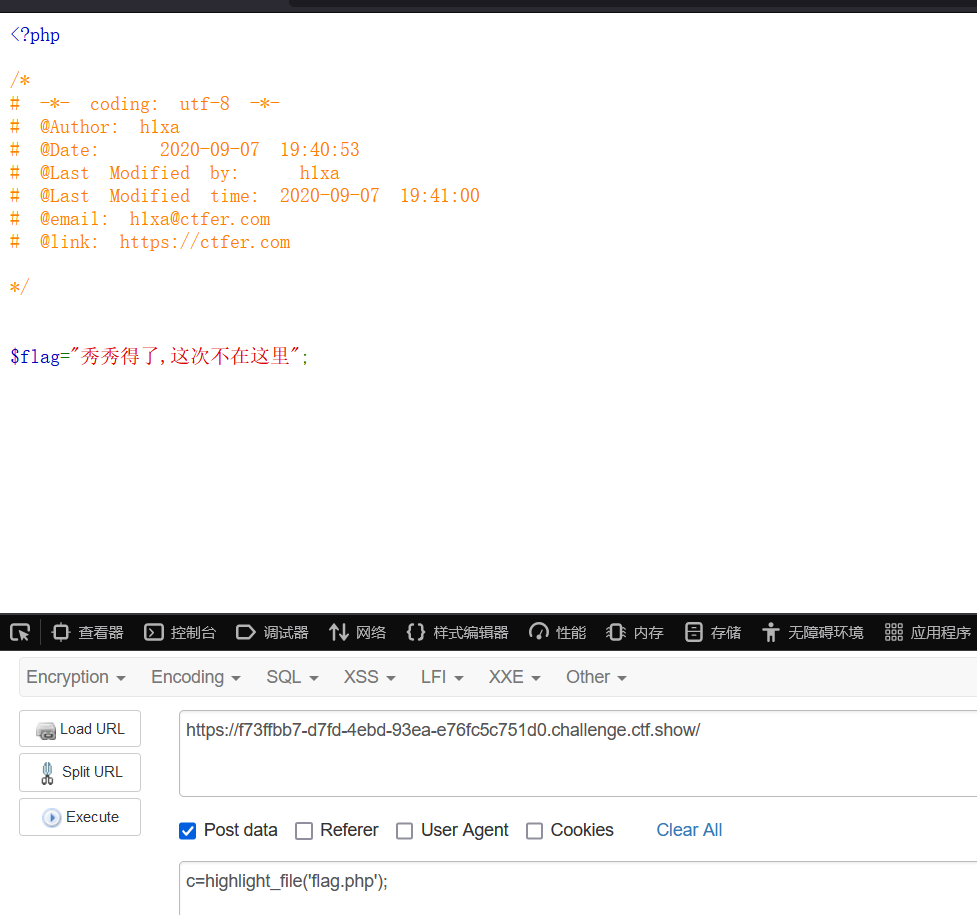 <?php
/*
# -*- coding: utf-8 -*-
# @Author: h1xa
# @Date: 2020-09-07 19:40:53
# @Last Modified by: h1xa
# @Last Modified time: 2020-09-07 19:41:00
# @email: h1xa@ctfer.com
# @link: https://ctfer.com
*/
$flag="秀秀得了,这次不在这里";
查看器 控制台 调试器 网络 样式编辑器 性能 内存 存储 无障碍环境 应用程序
Encryption Encoding SQL XSS LFI XXE Other
Load URL
https://f73ffbb7-d7fd-4ebd-93ea-e76fc5c751d0.challenge.ctf.show/
Split URL
Execute
Post data Referer User Agent Cookies Clear All
c=highlight_file('flag.php');